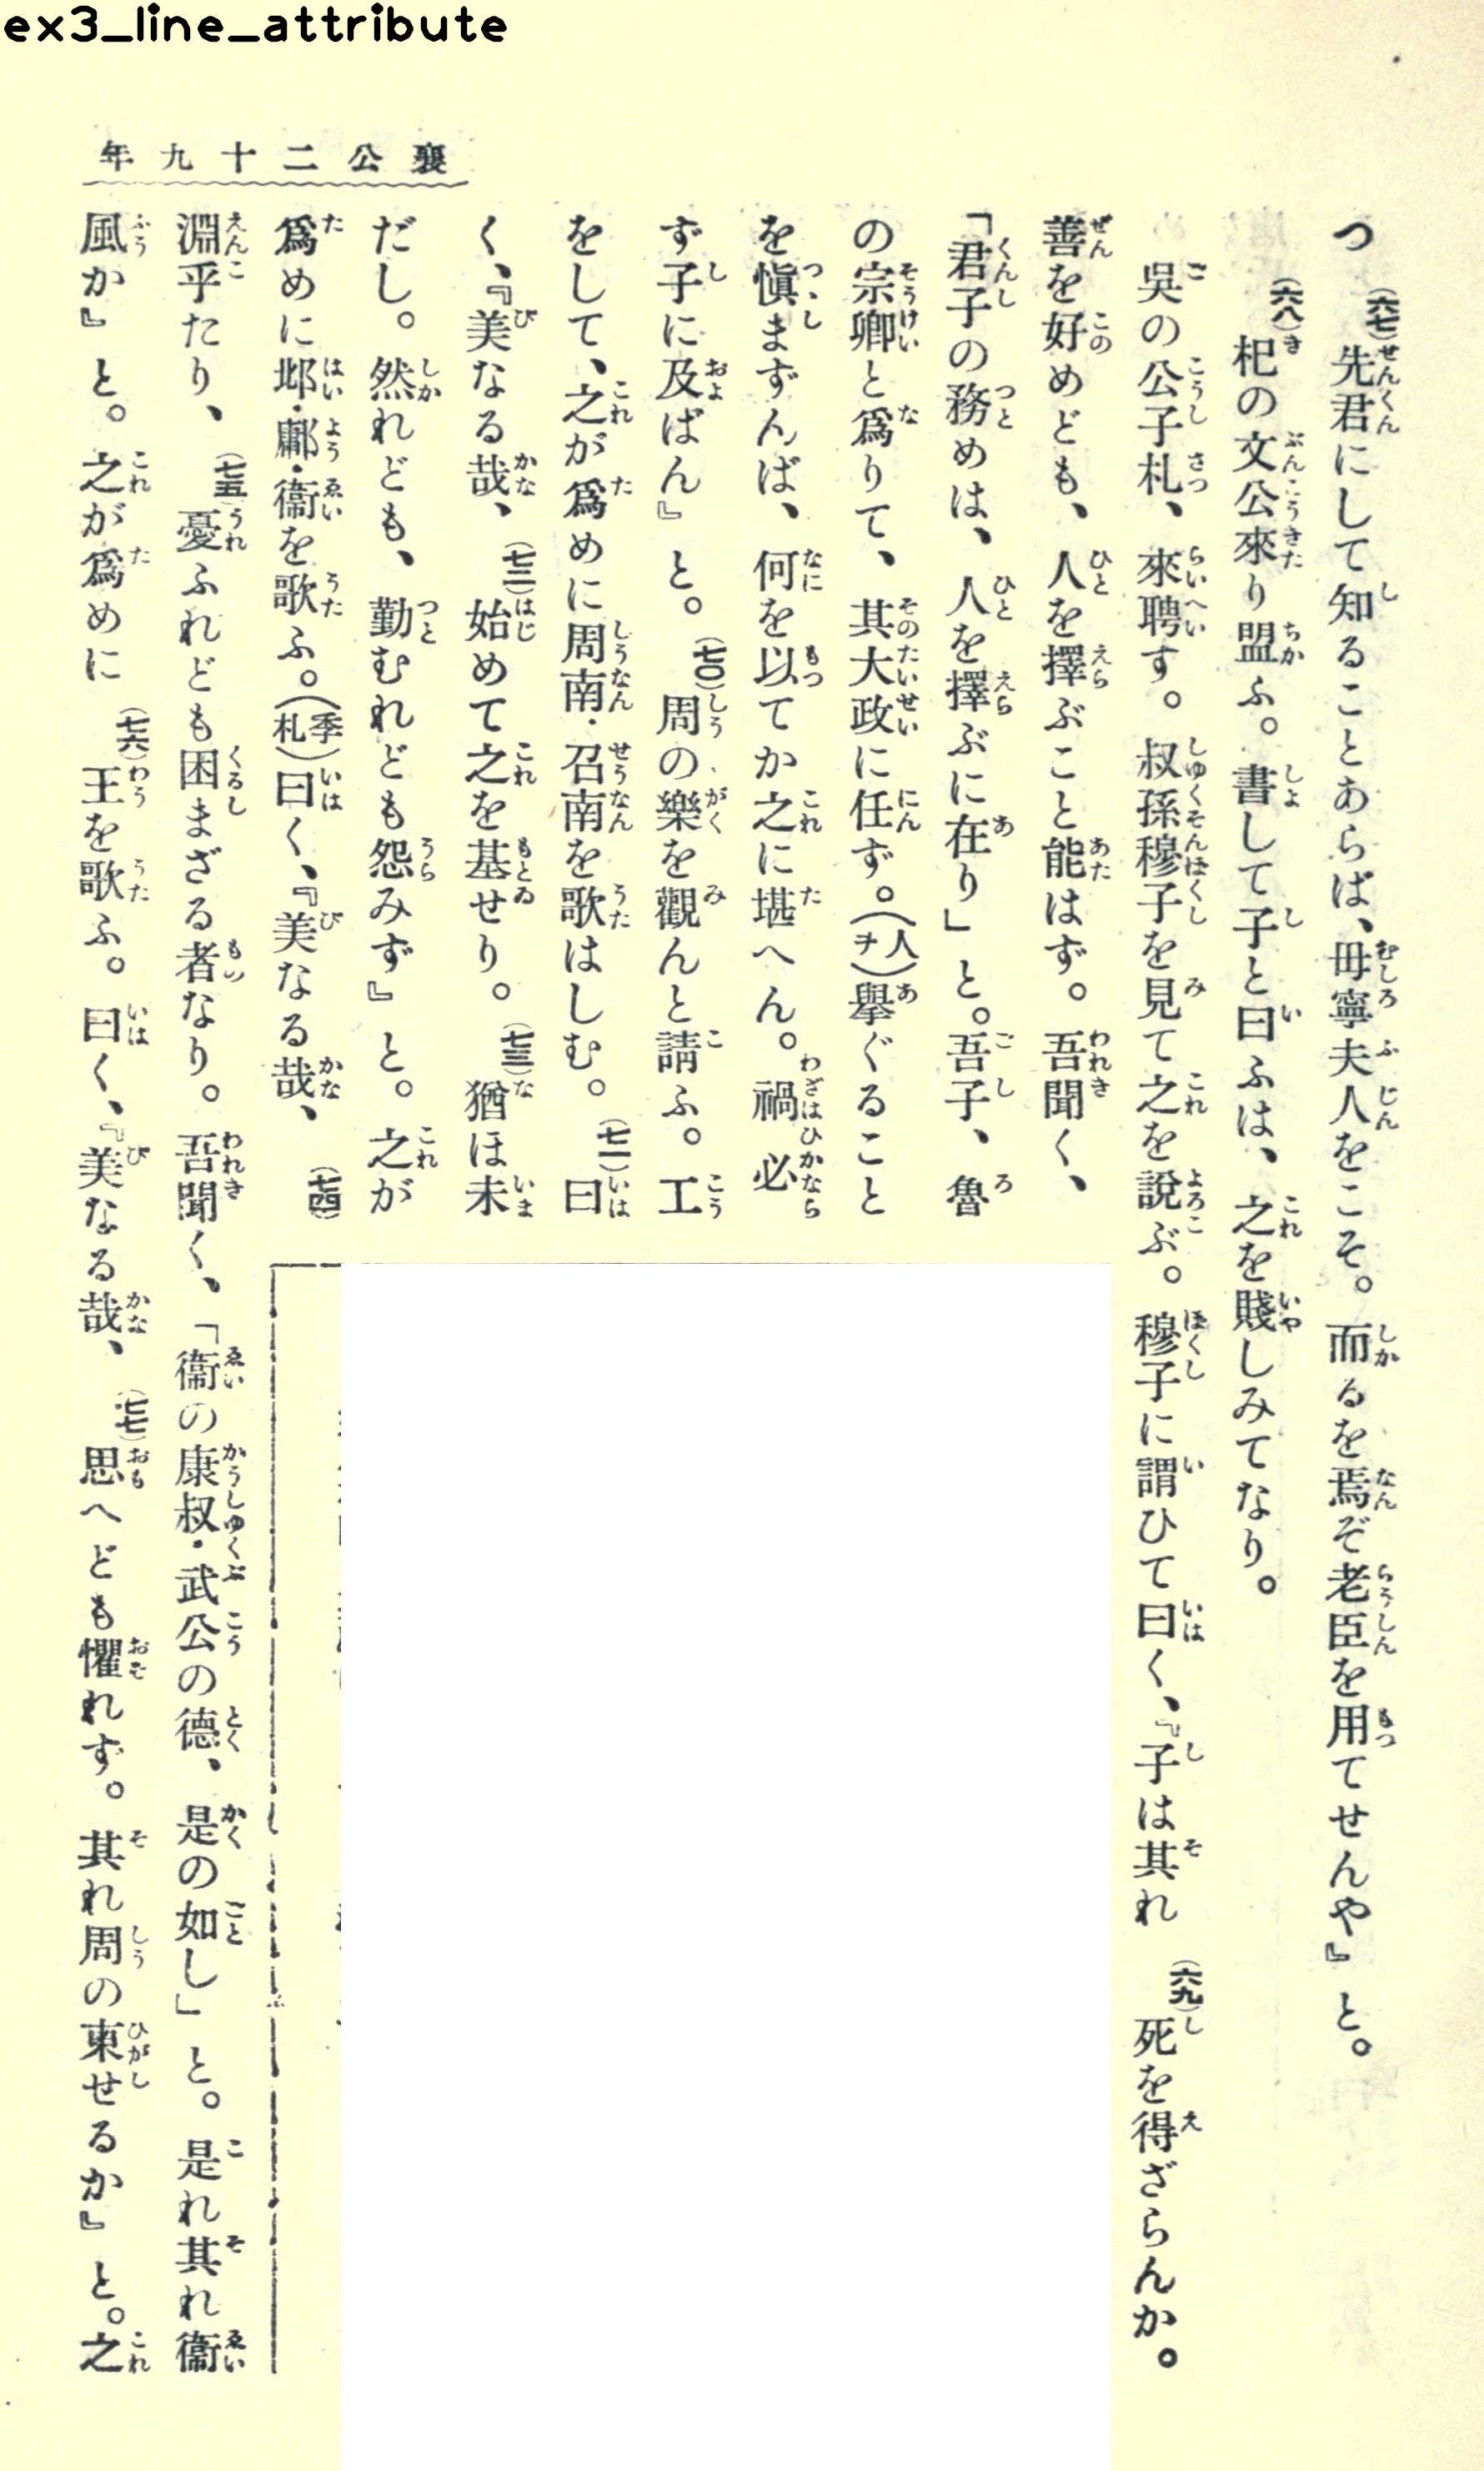 ex3_line_attribute
襄公二十九年
つ(六七)先君にして知ることあらば、毋寧夫人をこそ。而るを焉ぞ老臣を用てせんや』と。
(六八)杞の文公來り盟ふ。書して子と曰ふは、之を賤しみてなり。
吳の公子札、來聘す。叔孫穆子を見て之を說ぶ。穆子に謂ひて曰く、『子は其れ(六九)死を得ざらんか。
善を好めども、人を擇ぶこと能はず。吾聞く、
「君子の務めは、人を擇ぶに在り」と。吾子、魯
の宗卿と爲りて、其大政に任ず。(人ヲ)擧ぐること
を愼まずんば、何を以てか之に堪へん。禍必
ず子に及ばん』と。(七〇)周の樂を觀んと請ふ。工
をして、之が爲めに周南・召南を歌はしむ。(七一)曰
く、『美なる哉、(七二)始めて之を基せり。(七三)猶ほ未
だし。然れども、勤むれども怨みず』と。之が
爲めに邶・鄘・衞を歌ふ。(季札)曰く、『美なる哉、(七四)
淵乎たり、(七五)憂ふれども困まざる者なり。吾聞く、「衞の康叔・武公の德、是の如し」と。是れ其れ衞
風か』と。之が爲めに(七六)王を歌ふ。曰く、『美なる哉、(七七)思へども懼れず。其れ周の東せるか』と。之